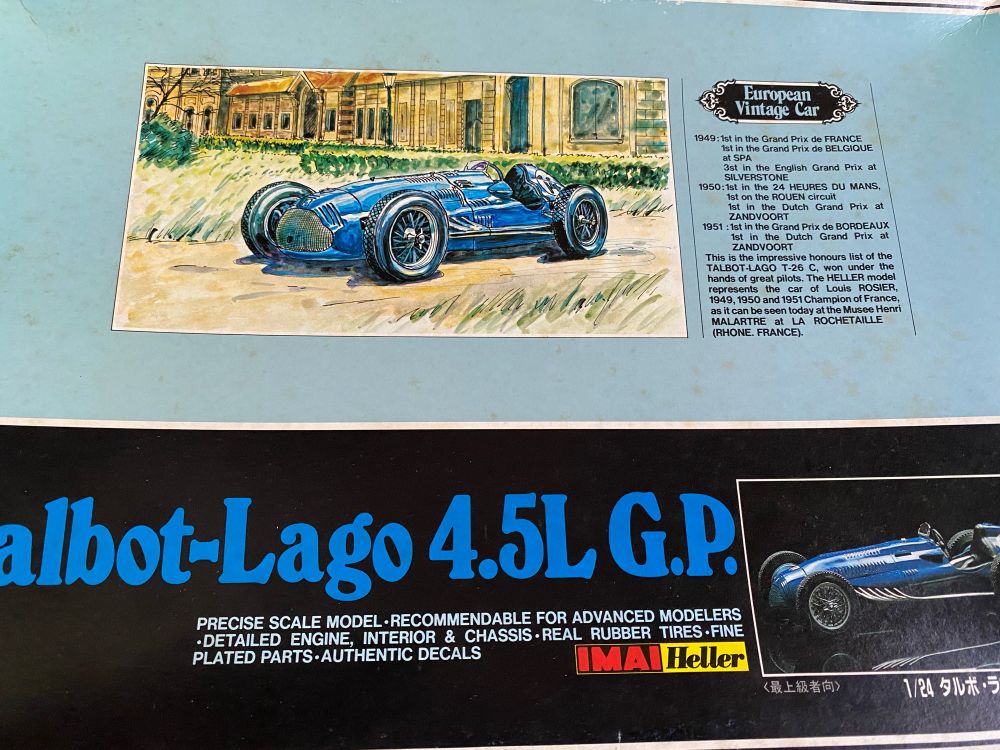 European
Vintage Car
1949:1st in the Grand Prix de FRANCE
1st in the Grand Prix de BELGIQUE
at SPA
3st in the English Grand Prix at
SILVERSTONE
1950:1st in the 24 HEURES DU MANS,
1st on the ROUEN circuit
1st in the Dutch Grand Prix at
ZANDVOORT
1951:1st in the Grand Prix de BORDEAUX
1st in the Dutch Grand Prix at
ZANDVOORT
This is the impressive honours list of the
TALBOT-LAGO T-26 C, won under the
hands of great pilots. The HELLER model
represents the car of Louis ROSIER,
1949, 1950 and 1951 Champion of France,
as it can be seen today at the Musee Henri
MALARTRE at LA ROCHETAILLE
(RHONE. FRANCE).
albot-Lago 4.5L G.P.
PRECISE SCALE MODEL·RECOMMENDABLE FOR ADVANCED MODELERS
·DETAILED ENGINE, INTERIOR & CHASSIS·REAL RUBBER TIRES·FINE
PLATED PARTS·AUTHENTIC DECALS
IMAI Heller
〈最上級者向〉
1/24 タルボ・ラ